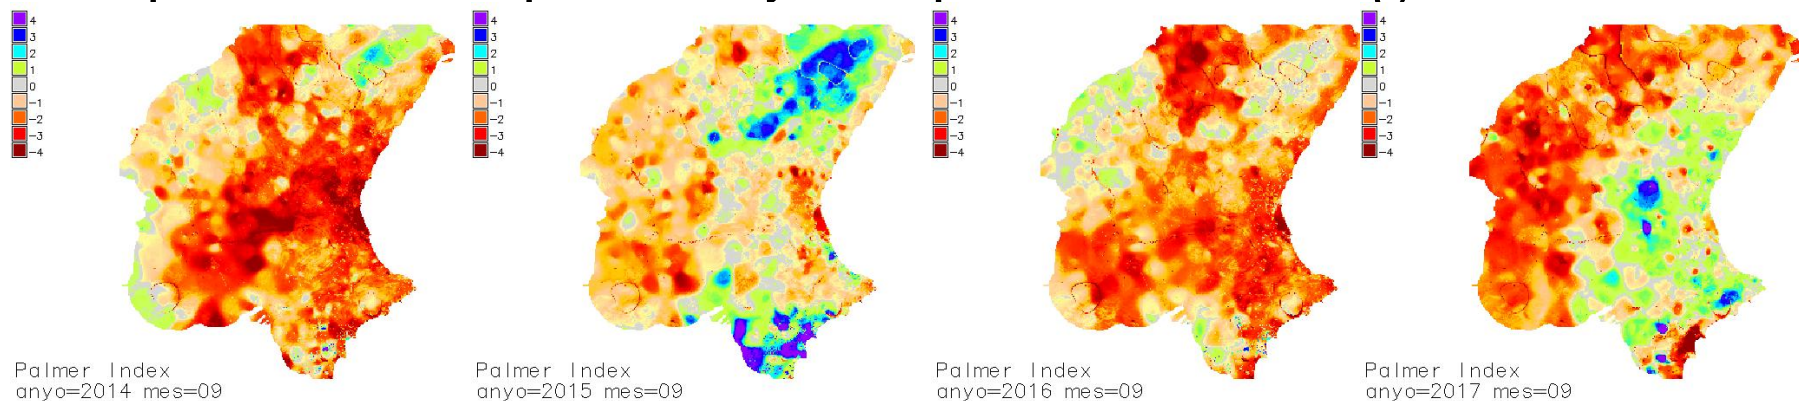 4 4 4 4
3 3 3 3
2 2 2 2
1 1 1 1
0 0 0 0
-1 -1 -1 -1
-2 -2 -2 -2
-3 -3 -3 -3
-4 -4 -4 -4
Palmer Index Palmer Index Palmer Index Palmer Index
anyo=2014 mes=09 anyo=2015 mes=09 anyo=2016 mes=09 anyo=2017 mes=09